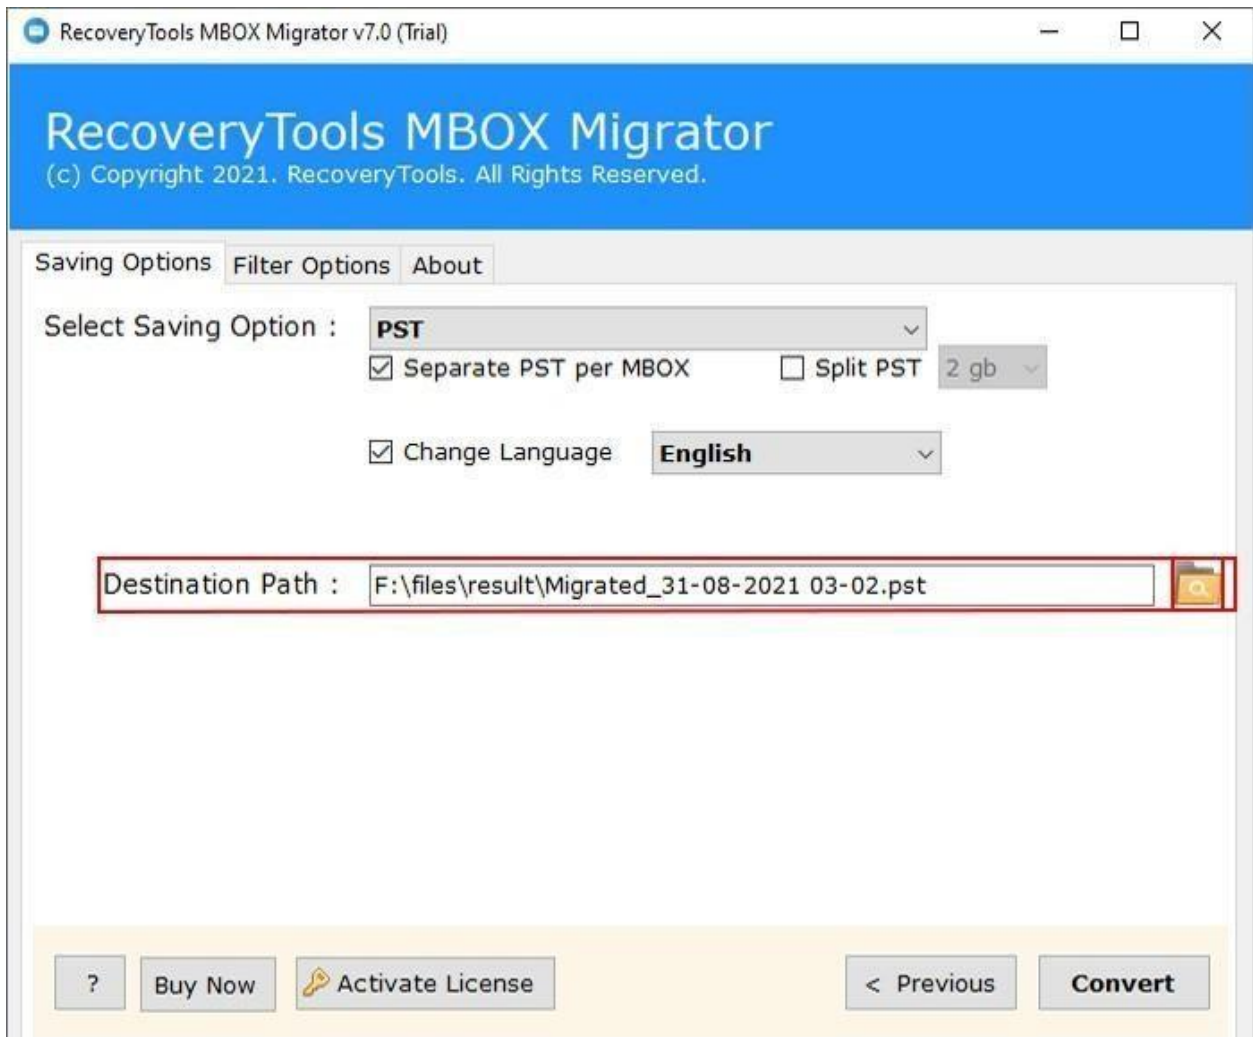 RecoveryTools MBOX Migrator v7.0 (Trial)
RecoveryTools MBOX Migrator
(c) Copyright 2021. RecoveryTools. All Rights Reserved.
Saving Options Filter Options About
Select Saving Option : PST
Separate PST per MBOX Split PST 2 gb
Change Language English
Destination Path : F:\files\result\Migrated_31-08-2021 03-02.pst
? Buy Now Activate License < Previous Convert